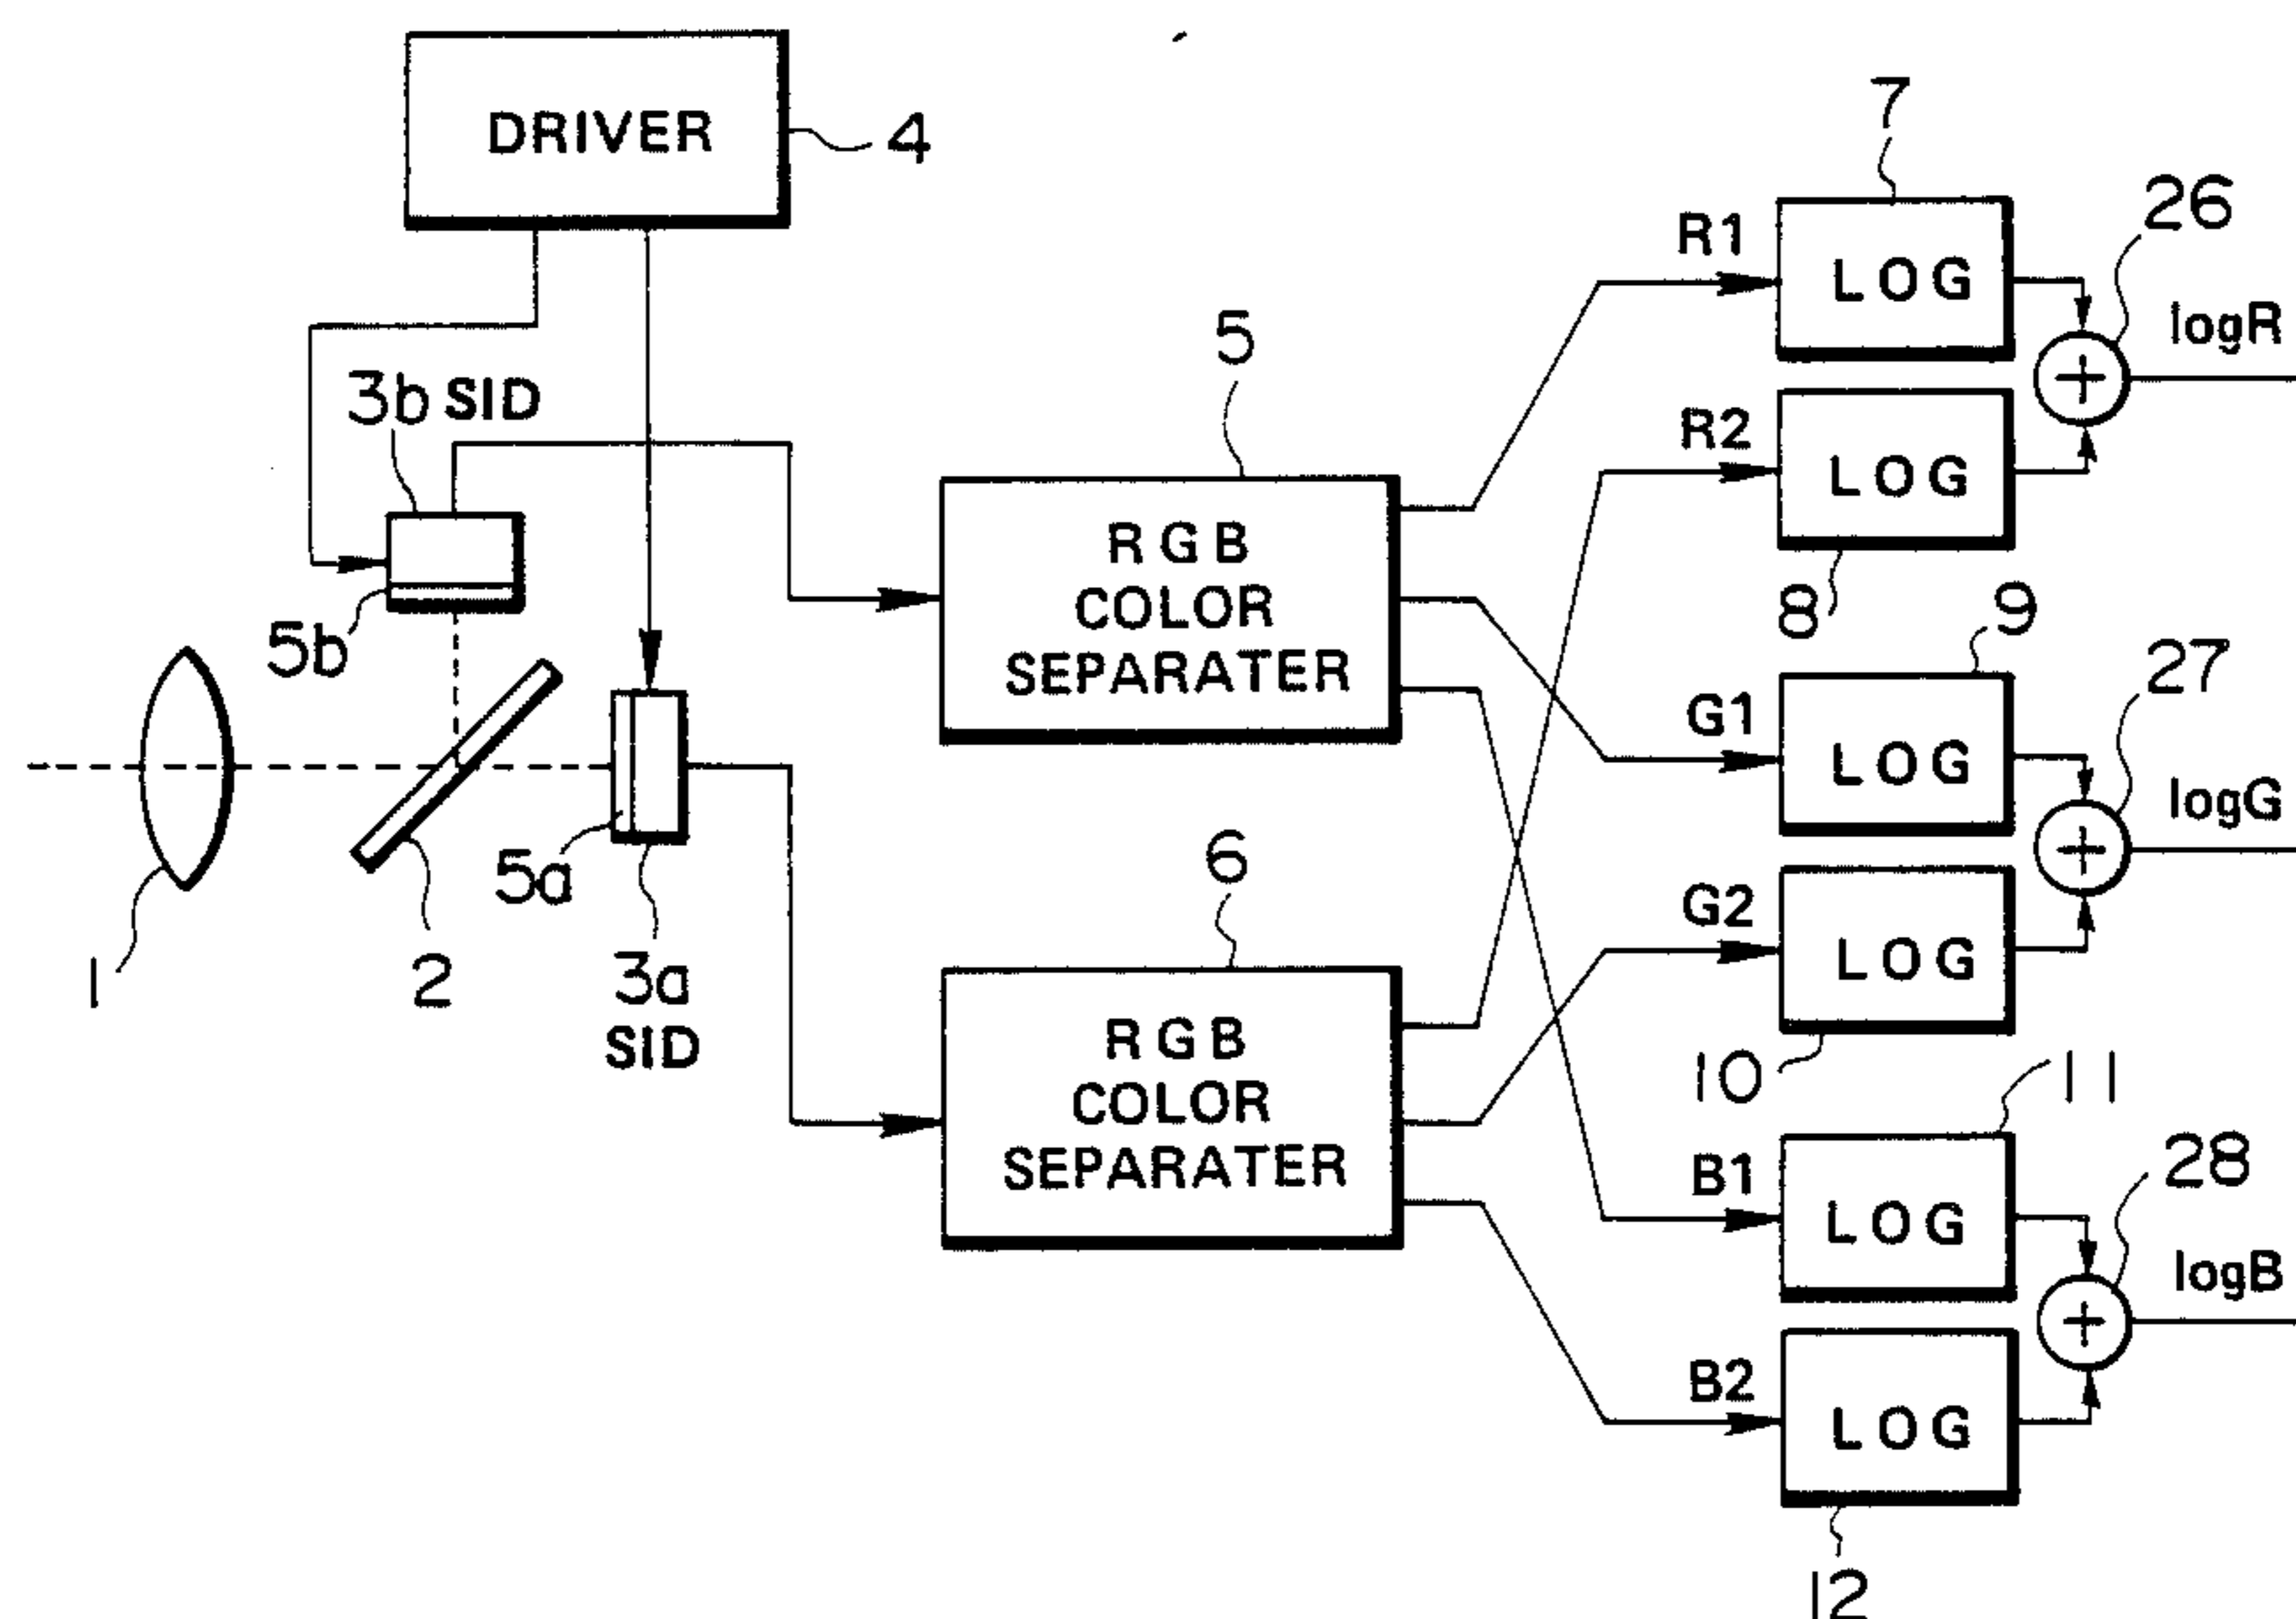 DRIVER
4
7
26
R1
LOG
logR
5
3b SID
R2
LOG
8
RGB
COLOR
SEPARATER
5b
9
27
G1
LOG
logG
6
5a
G2
LOG
1
2
3a
SID
RGB
COLOR
SEPARATER
10
11
28
B1
LOG
logB
B2
LOG
12